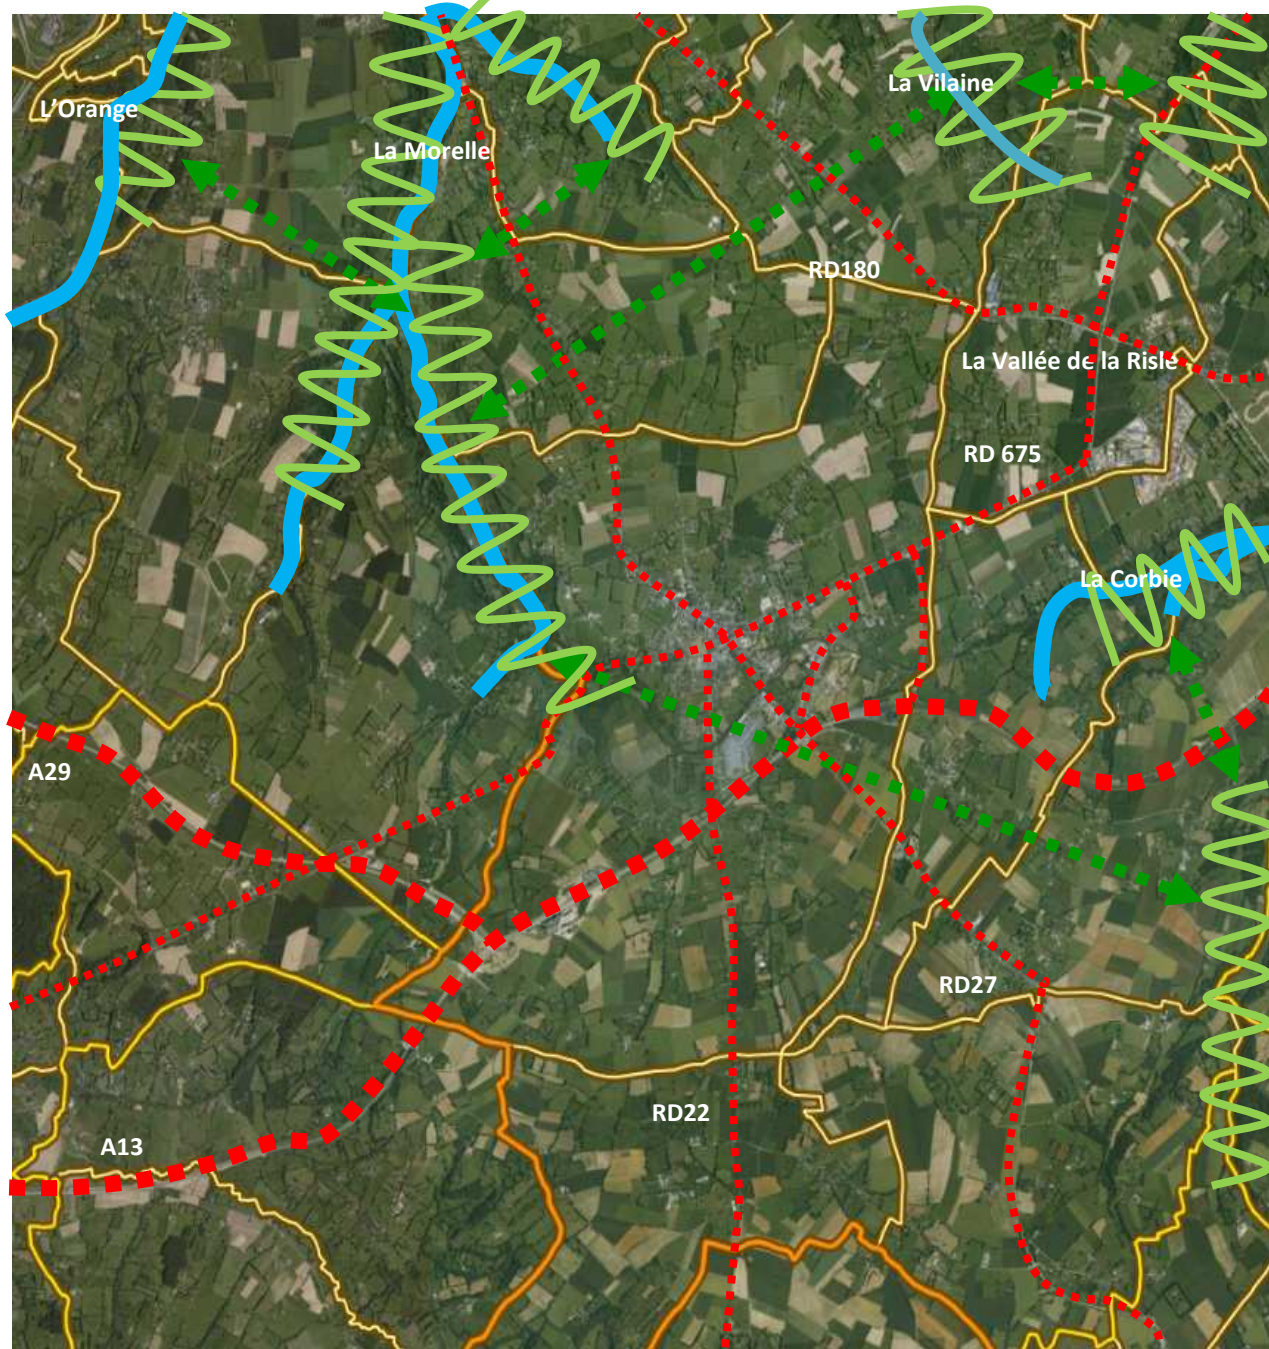 La Vilaine
L'Orange
La Morelle
RD180
La Vallée de la Risle
RD 675
La Corbie
A29
RD27
RD22
A13